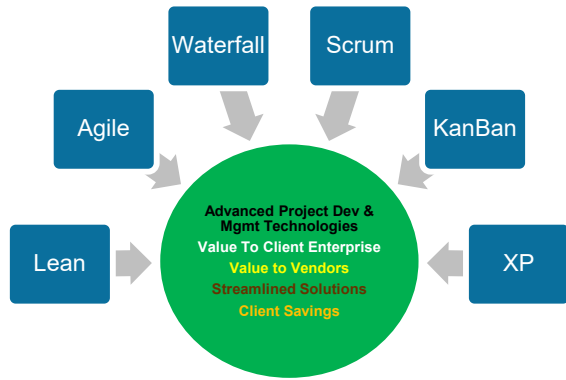 Waterfall
Scrum
Agile
KanBan
Lean
XP
Advanced Project Dev &
Mgmt Technologies
Value To Client Enterprise
Value to Vendors
Streamlined Solutions
Client Savings